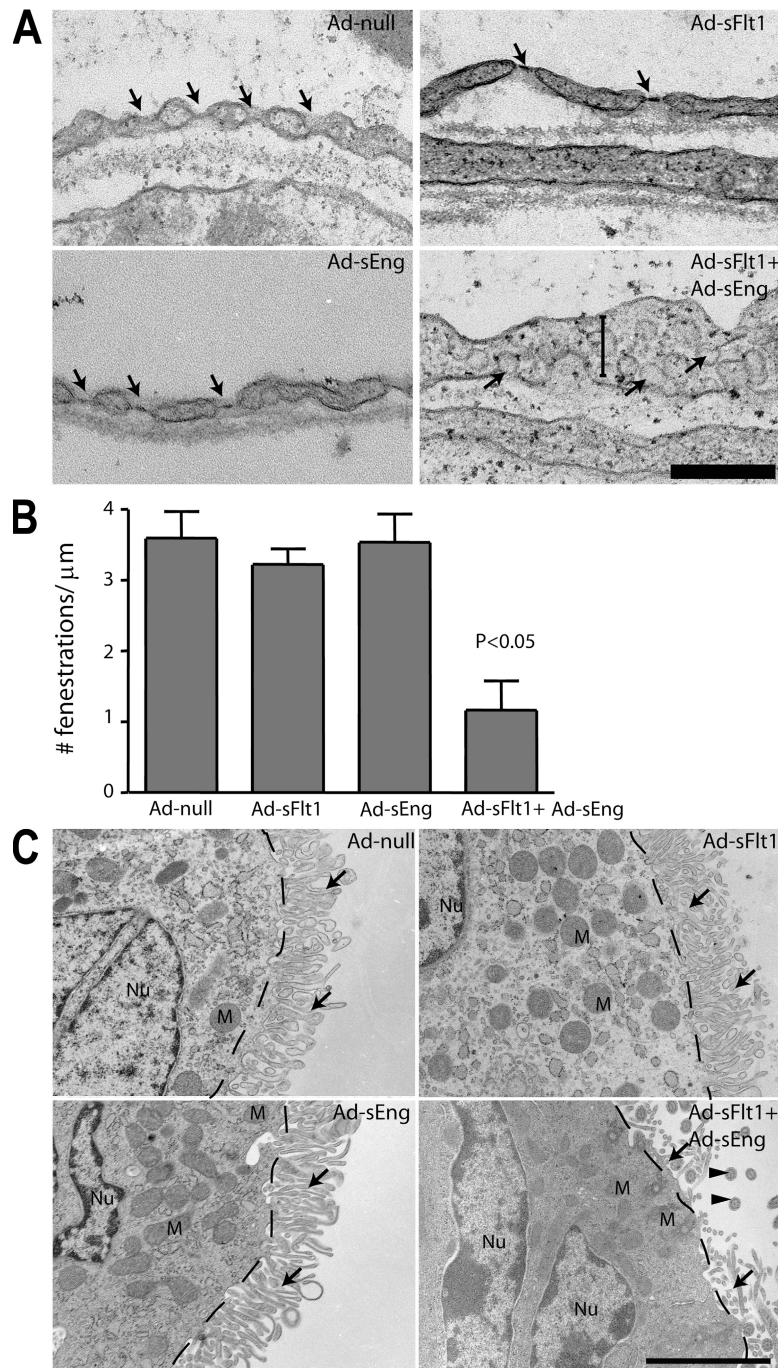 A
Ad-null
Ad-sFlt1
Ad-sEng
Ad-sFlt1+
Ad-sEng
B
# fenestrations/ μm
4
3
2
1
0
P<0.05
Ad-null
Ad-sFlt1
Ad-sEng
Ad-sFlt1+ Ad-sEng
C
Ad-null
Nu
M
Ad-sFlt1
Nu
M
M
Ad-sEng
M
Nu
M
Ad-sFlt1+
Ad-sEng
M
M
Nu
Nu